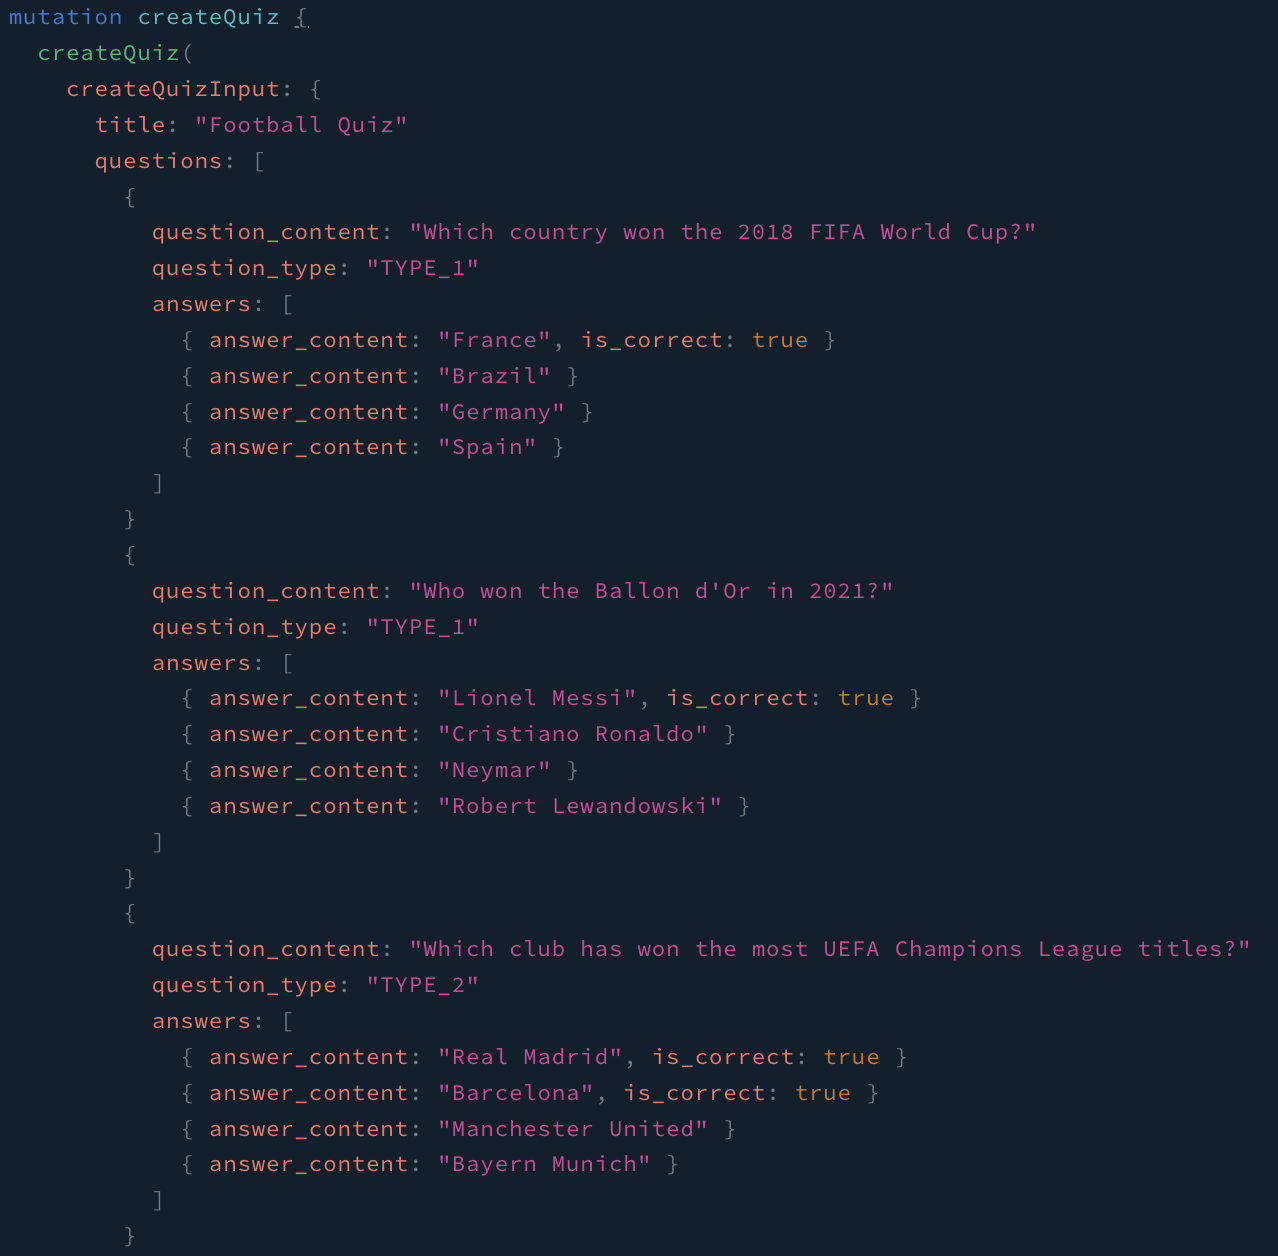 mutation createQuiz {
  createQuiz(
    createQuizInput: {
      title: "Football Quiz"
      questions: [
        {
          question_content: "Which country won the 2018 FIFA World Cup?"
          question_type: "TYPE_1"
          answers: [
            { answer_content: "France", is_correct: true }
            { answer_content: "Brazil" }
            { answer_content: "Germany" }
            { answer_content: "Spain" }
          ]
        }
        {
          question_content: "Who won the Ballon d'Or in 2021?"
          question_type: "TYPE_1"
          answers: [
            { answer_content: "Lionel Messi", is_correct: true }
            { answer_content: "Cristiano Ronaldo" }
            { answer_content: "Neymar" }
            { answer_content: "Robert Lewandowski" }
          ]
        }
        {
          question_content: "Which club has won the most UEFA Champions League titles?"
          question_type: "TYPE_2"
          answers: [
            { answer_content: "Real Madrid", is_correct: true }
            { answer_content: "Barcelona", is_correct: true }
            { answer_content: "Manchester United" }
            { answer_content: "Bayern Munich" }
          ]
        }